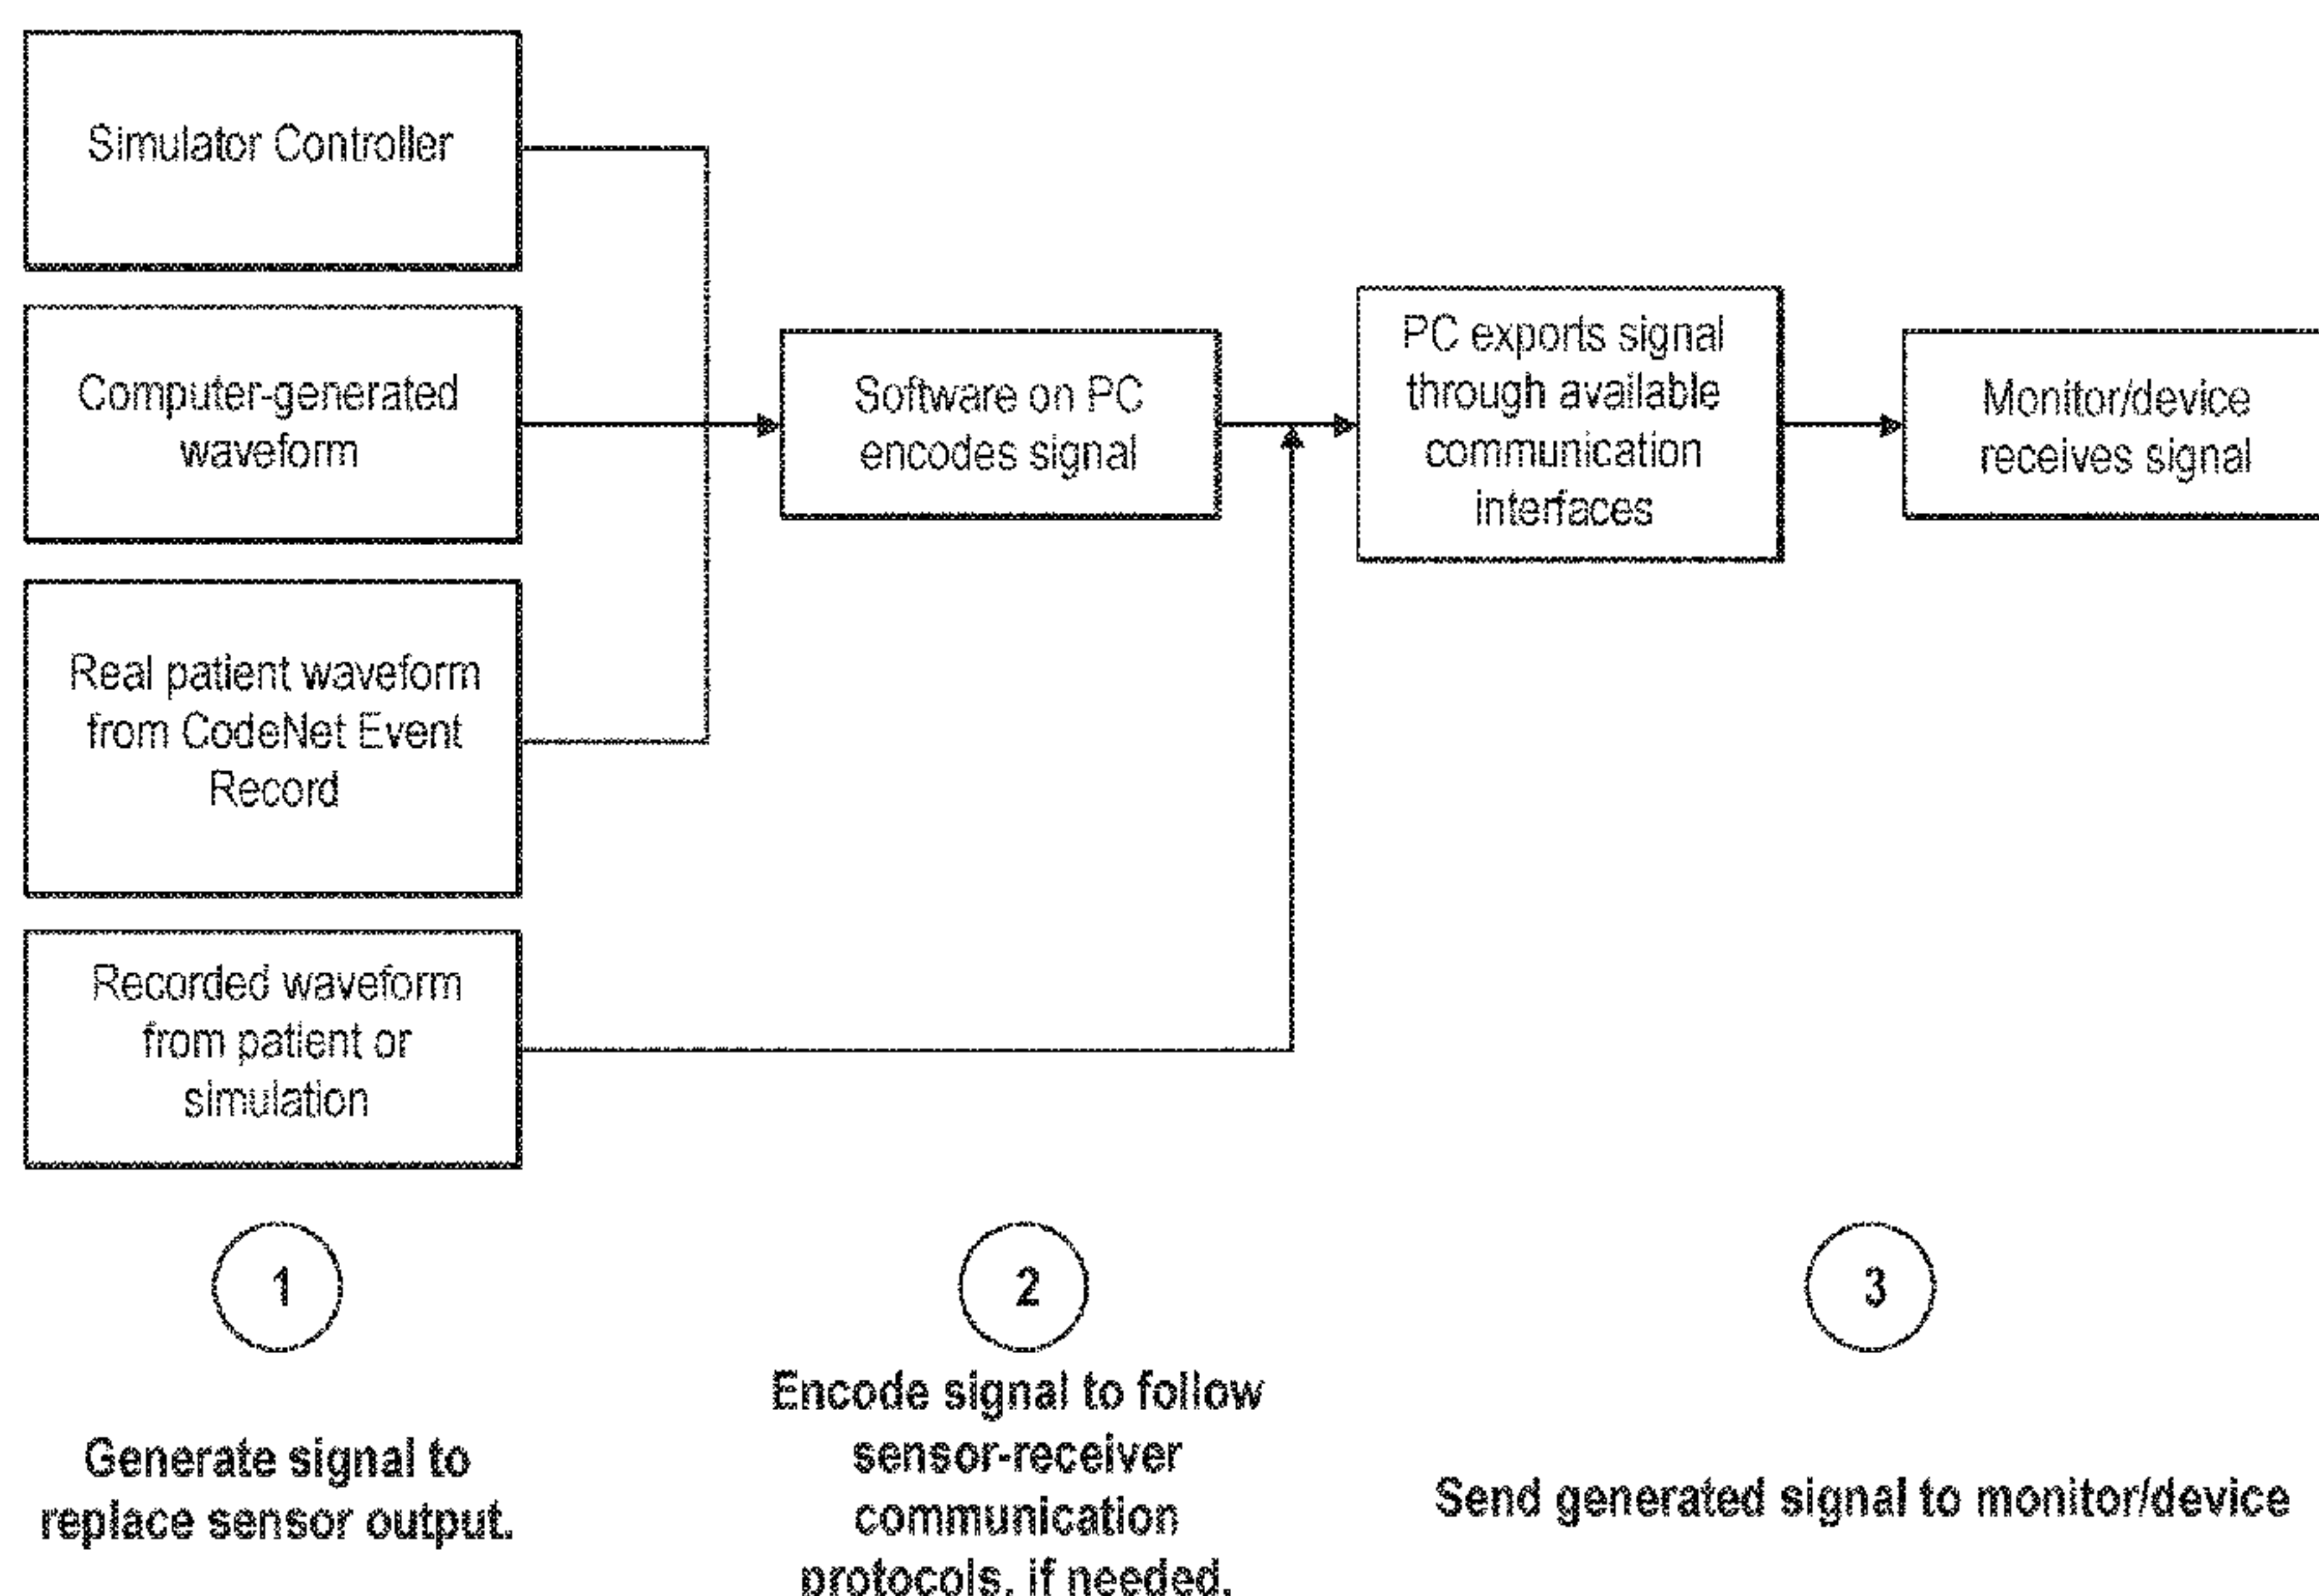 Simulator Controller
Computer-generated
waveform
Real patient waveform
from CodeNet Event
Record
Recorded waveform
from patient or
simulation
Software on PC
encodes signal
PC exports signal
through available
communication
interfaces
Monitor/device
receives signal
1
Generate signal to
replace sensor output.
2
Encode signal to follow
sensor-receiver
communication
protocols, if needed.
3
Send generated signal to monitor/device